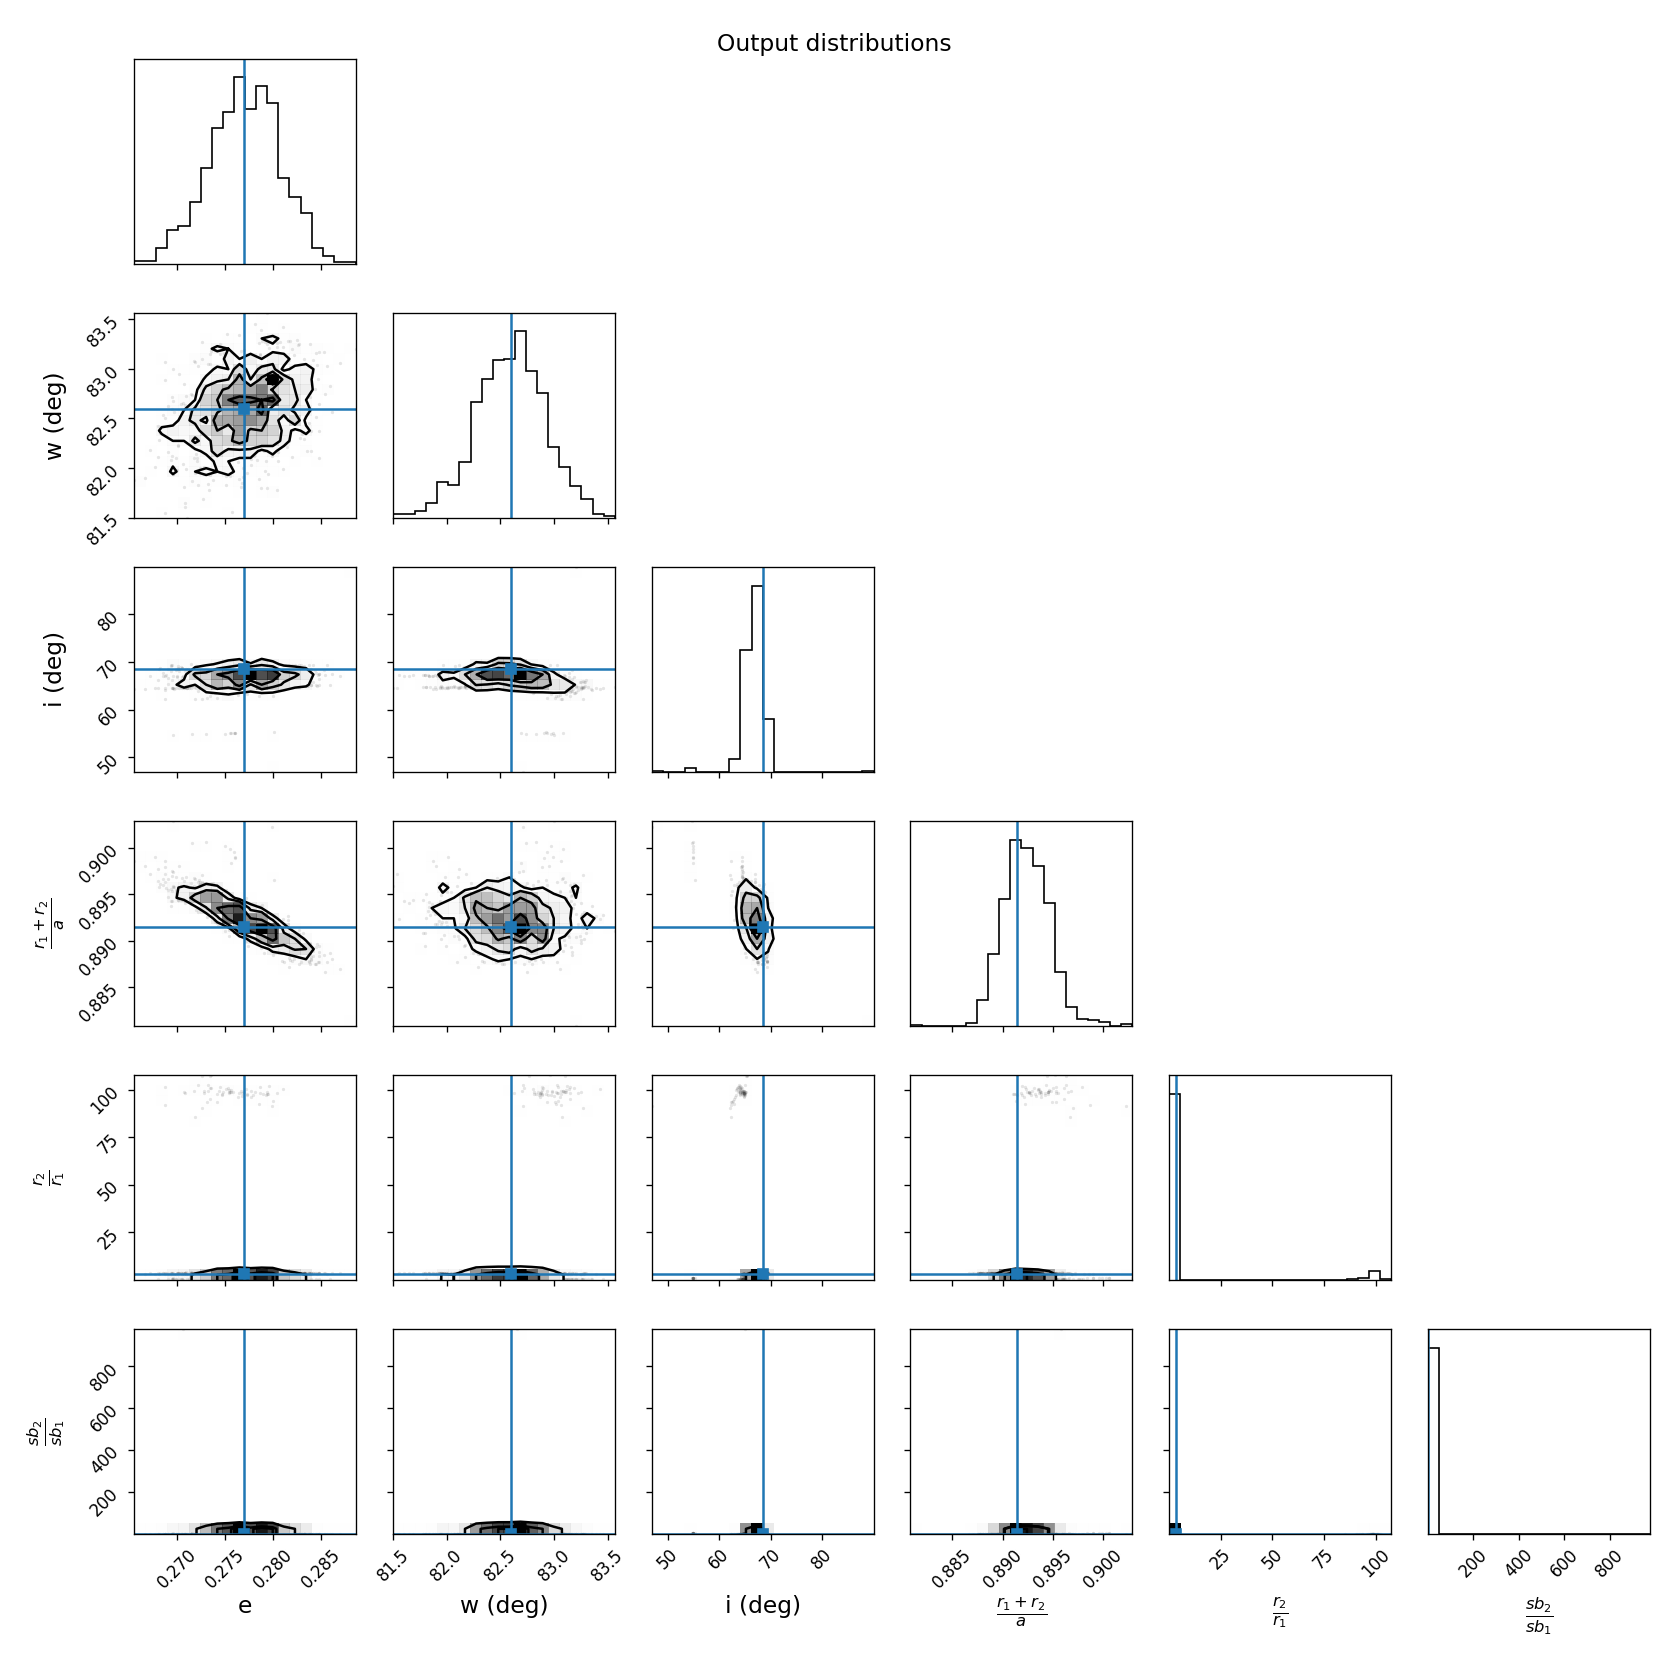 Output distributions
w (deg)
83.5
83.0
82.5
82.0
81.5
i (deg)
80
70
60
50
r₁ + r₂
a
0.900
0.895
0.890
0.885
r₂
r₁
100
75
50
25
sb₂
sb₁
800
600
400
200
0.270 0.275 0.280 0.285
e
81.5 82.0 82.5 83.0 83.5
w (deg)
50 60 70 80
i (deg)
0.885 0.890 0.895 0.900
r₁ + r₂
a
25 50 75 100
r₂
r₁
200 400 600 800
sb₂
sb₁